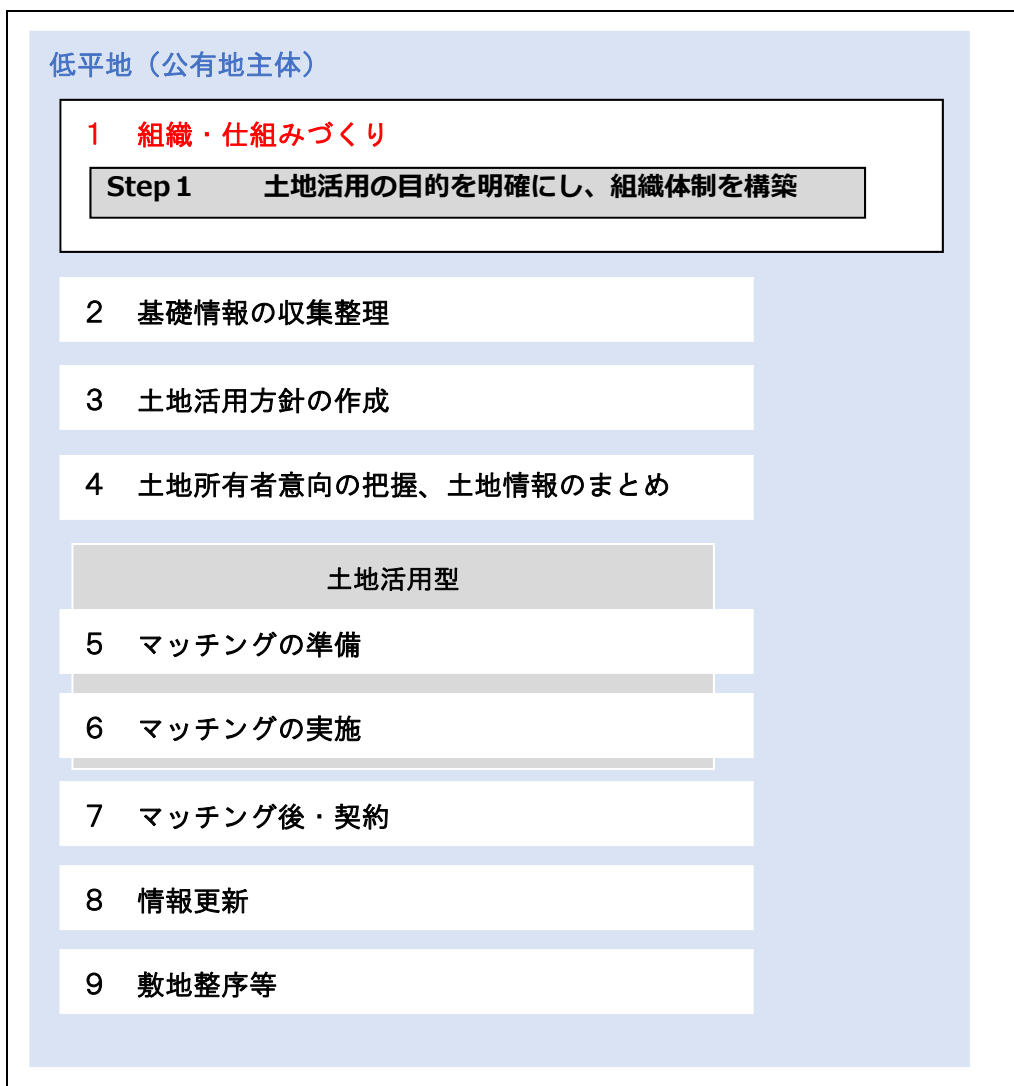 低平地（公有地主体）
１　組織・仕組みづくり
Step１　　土地活用の目的を明確にし、組織体制を構築
２　基礎情報の収集整理
３　土地活用方針の作成
４　土地所有者意向の把握、土地情報のまとめ
土地活用型
５　マッチングの準備
６　マッチングの実施
７　マッチング後・契約
８　情報更新
９　敷地整序等